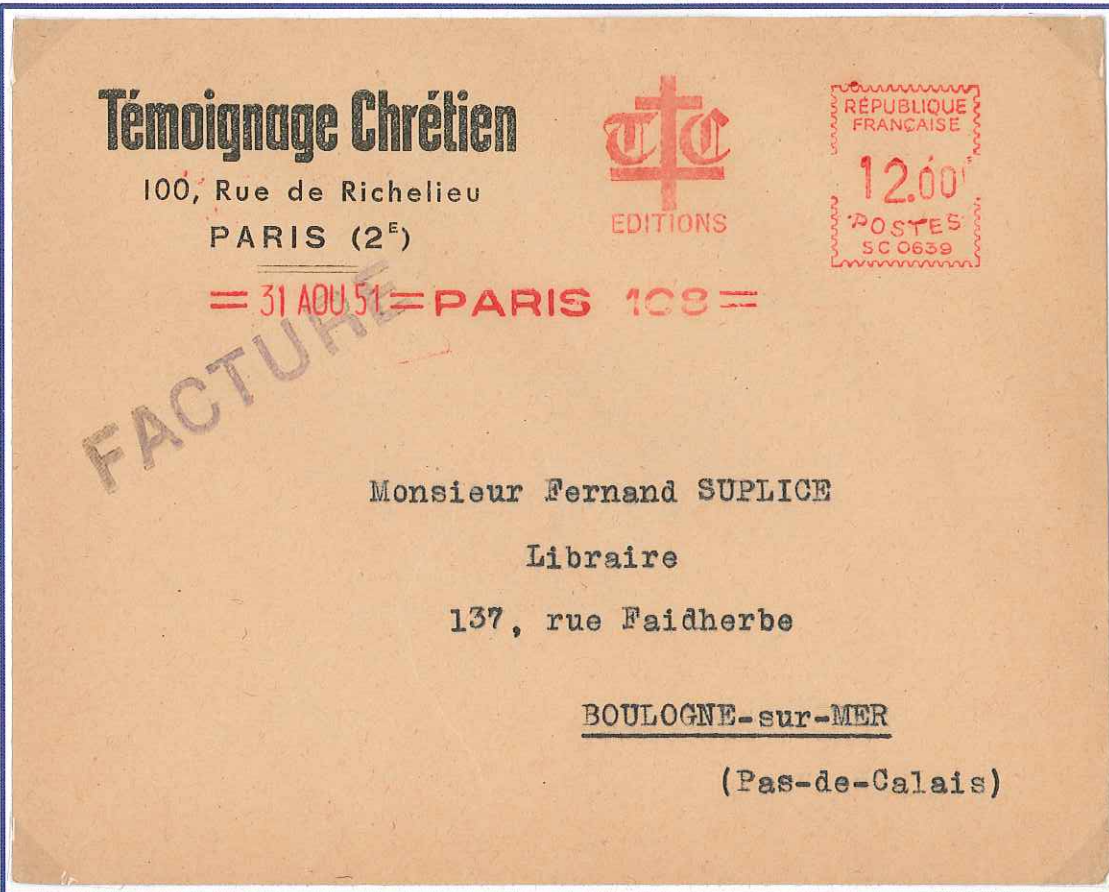 Témoignage Chrétien
100, Rue de Richelieu
PARIS (2E)
TC
EDITIONS
RÉPUBLIQUE
FRANÇAISE
12.00F
POSTES
SC 0639
31 AOU 51 PARIS 108
FACTURE
Monsieur Fernand SUPLICE
Libraire
137, rue Faidherbe
BOULOGNE-sur-MER
(Pas-de-Calais)